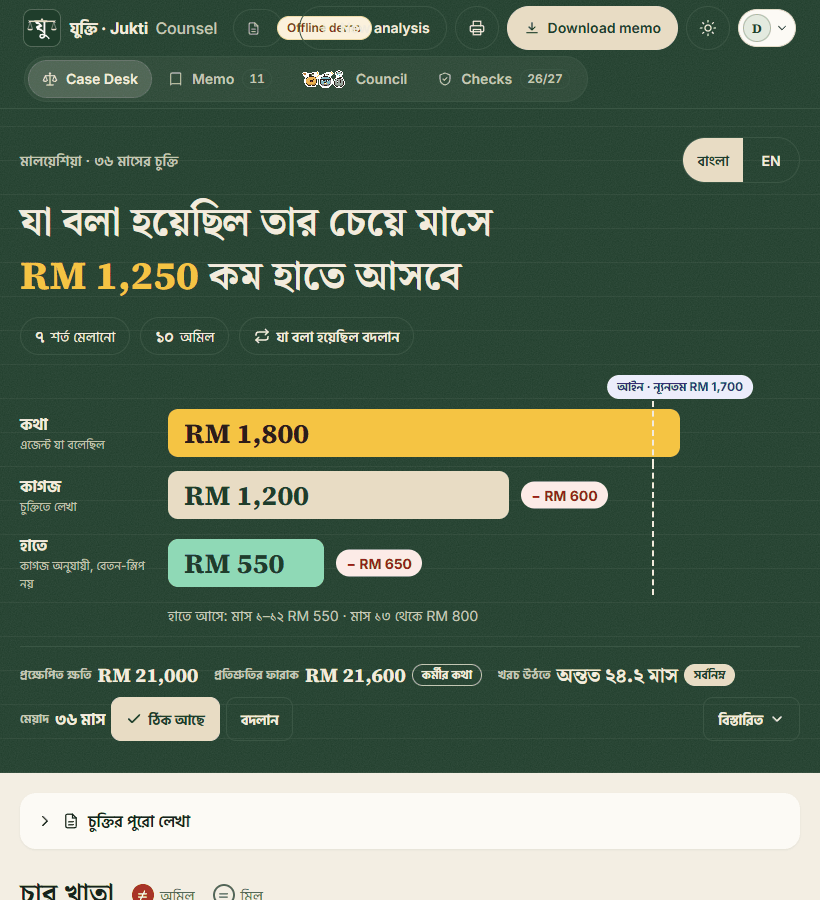 যুক্তি · Jukti Counsel
Offline demo
analysis
Download memo
D
Case Desk
Memo 11
Council
Checks 26/27
মালয়েশিয়া · ৩৬ মাসের চুক্তি
বাংলা
EN
যা বলা হয়েছিল তার চেয়ে মাসে
RM 1,250 কম হাতে আসবে
৭ শর্ত মেলানো
১০ অমিল
যা বলা হয়েছিল বদলান
আইন · ন্যূনতম RM 1,700
কথা
এজেন্ট যা বলেছিল
RM 1,800
কাগজ
চুক্তিতে লেখা
RM 1,200
– RM 600
হাতে
কাগজ অনুযায়ী, বেতন-স্লিপ
নয়
RM 550
– RM 650
হাতে আসে: মাস ১–১২ RM 550 · মাস ১৩ থেকে RM 800
প্রক্ষেপিত ক্ষতি RM 21,000 প্রতিশ্রুতির ফারাক RM 21,600 কর্মীর কথা খরচ উঠতে অন্তত ২৪.২ মাস সর্বনিম্ন
মেয়াদ ৩৬ মাস ঠিক আছে বদলান বিস্তারিত
চুক্তির পুরো লেখা
চার খাতা ≠ অমিল = মিল